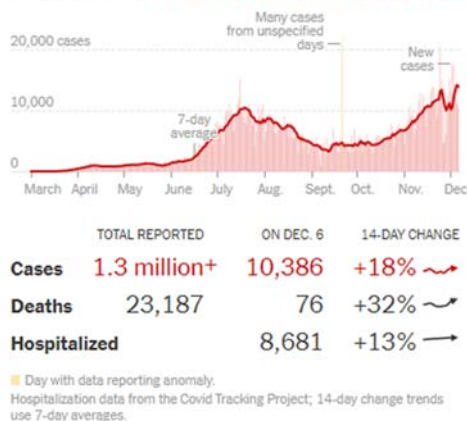 20,000 cases
Many cases
from unspecified
days
New
cases
10,000
7-day
average
0
March April May June July Aug. Sept. Oct. Nov. Dec
TOTAL REPORTED ON DEC. 6 14-DAY CHANGE
Cases 1.3 million+ 10,386 +18%
Deaths 23,187 76 +32%
Hospitalized 8,681 +13%
Day with data reporting anomaly.
Hospitalization data from the Covid Tracking Project; 14-day change trends
use 7-day averages.